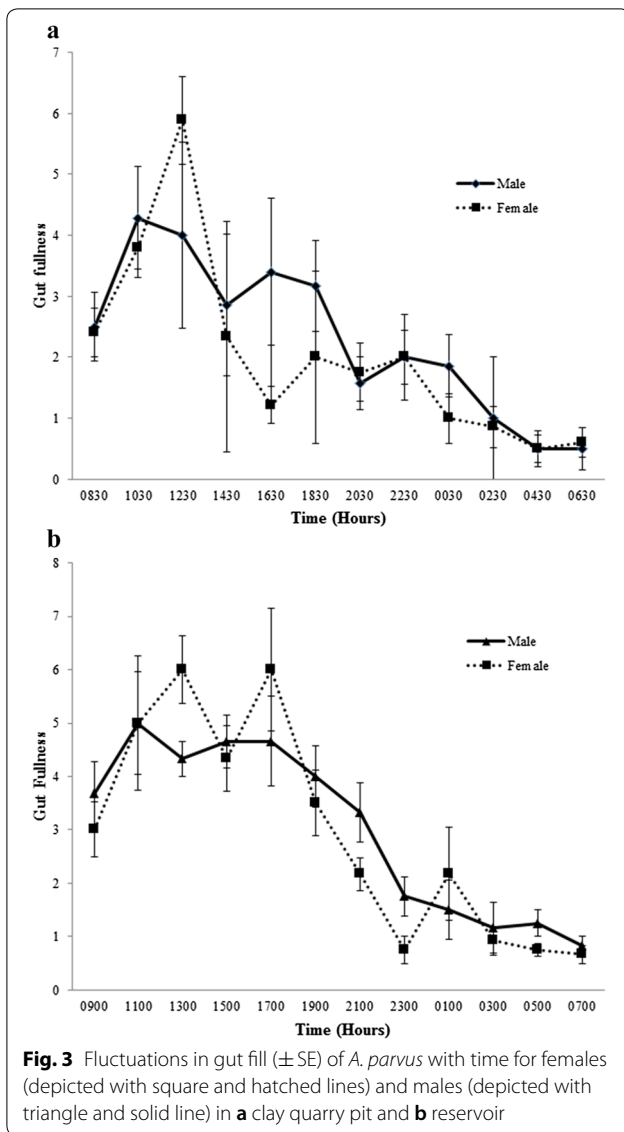 a
7
6
5
4
3
2
1
0
Gut fullness
Male
Female
0830 1030 1230 1430 1630 1830 2030 2230 0030 0230 0430 0630
Time (Hours)
b
8
7
6
5
4
3
2
1
0
Gut Fullness
Male
Female
0900 1100 1300 1500 1700 1900 2100 2300 0100 0300 0500 0700
Time (Hours)
Fig. 3 Fluctuations in gut fill (± SE) of A. parvus with time for females
(depicted with square and hatched lines) and males (depicted with
triangle and solid line) in a clay quarry pit and b reservoir